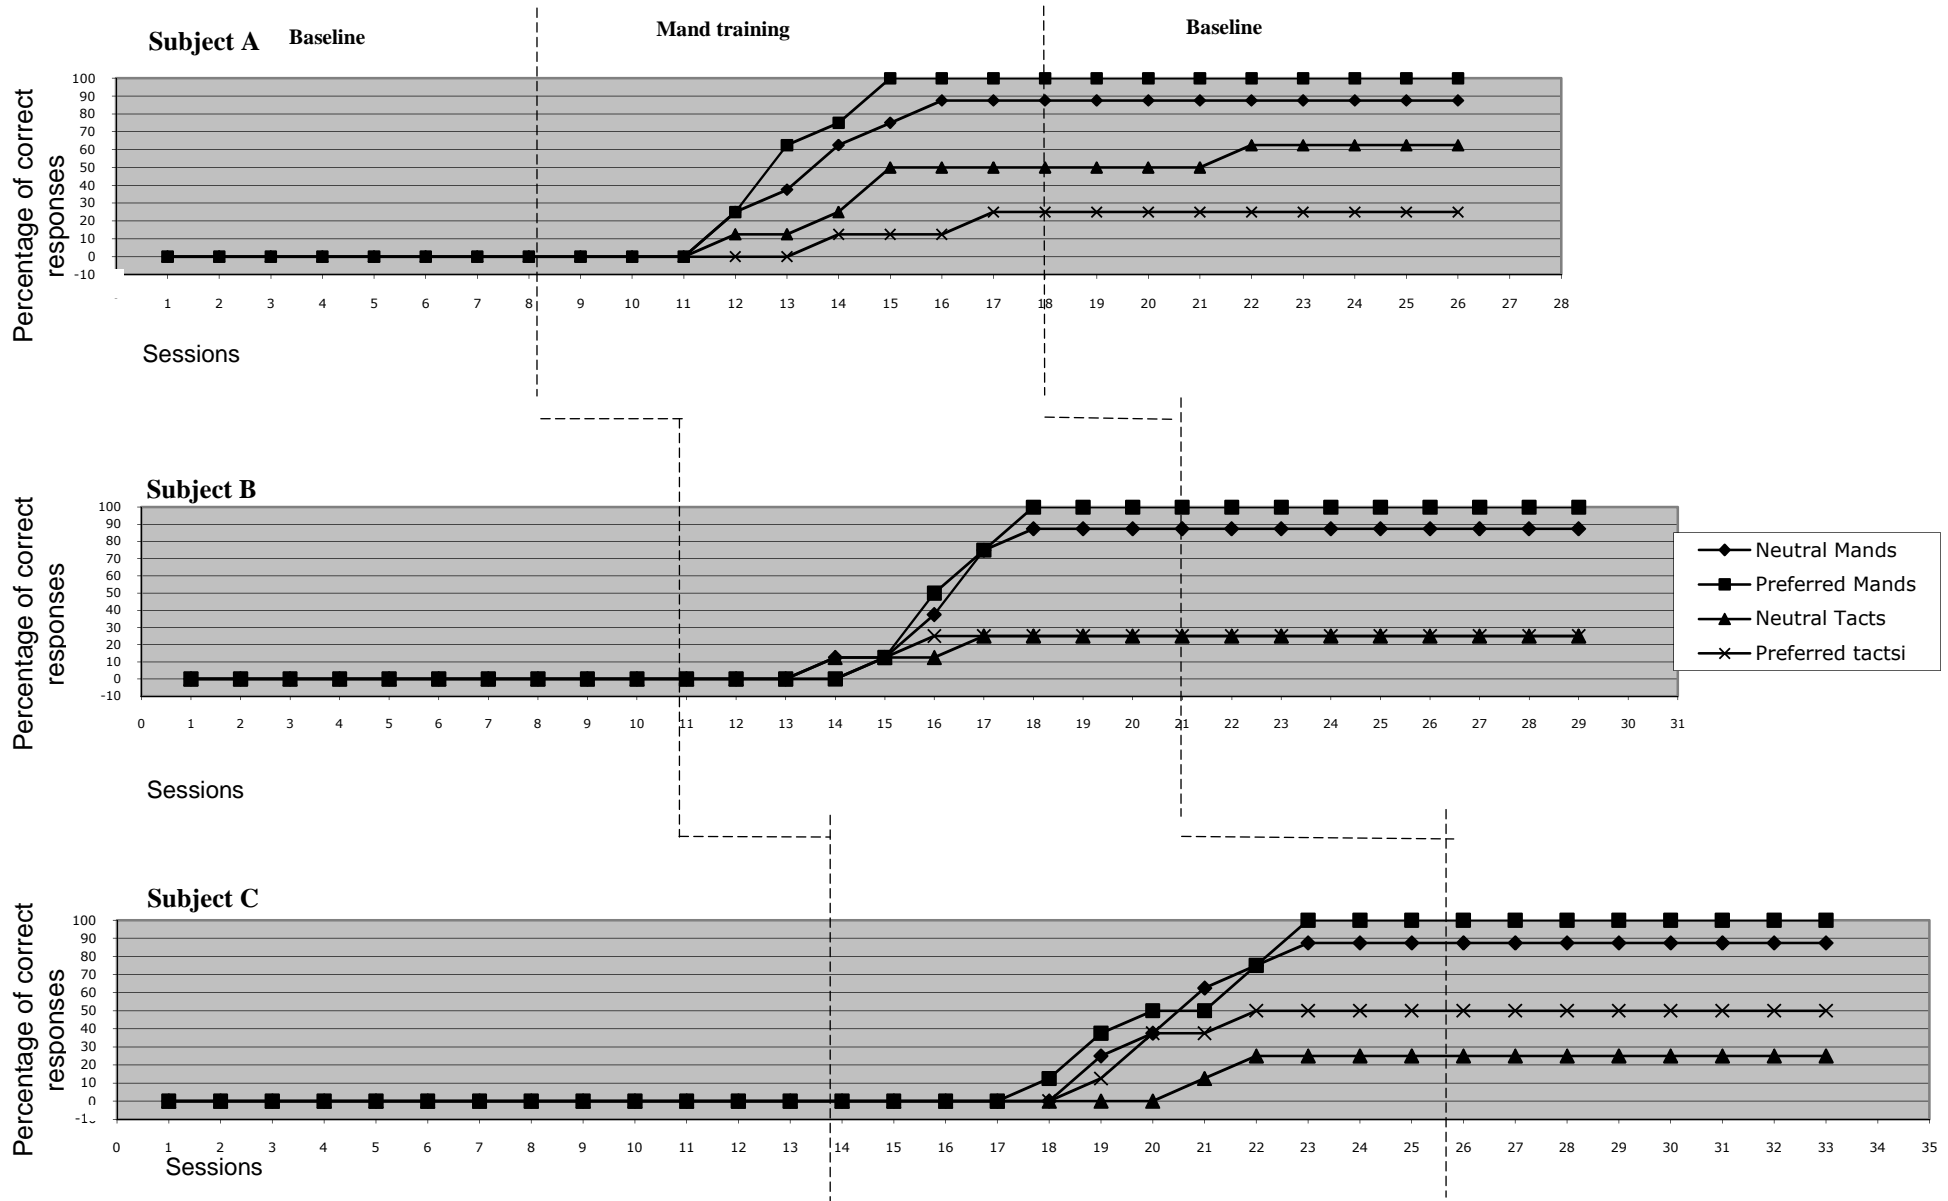 Subject A Baseline Mand training Baseline
Percentage of correct
responses
100
90
80
70
60
50
40
30
20
10
0
-10
1 2 3 4 5 6 7 8 9 10 11 12 13 14 15 16 17 18 19 20 21 22 23 24 25 26 27 28
Sessions
Subject B
Percentage of correct
responses
100
90
80
70
60
50
40
30
20
10
0
-10
0 1 2 3 4 5 6 7 8 9 10 11 12 13 14 15 16 17 18 19 20 21 22 23 24 25 26 27 28 29 30 31
Sessions
Neutral Mands
Preferred Mands
Neutral Tacts
Preferred tactsi
Subject C
Percentage of correct
responses
100
90
80
70
60
50
40
30
20
10
0
0 1 2 3 4 5 6 7 8 9 10 11 12 13 14 15 16 17 18 19 20 21 22 23 24 25 26 27 28 29 30 31 32 33 34 35
Sessions